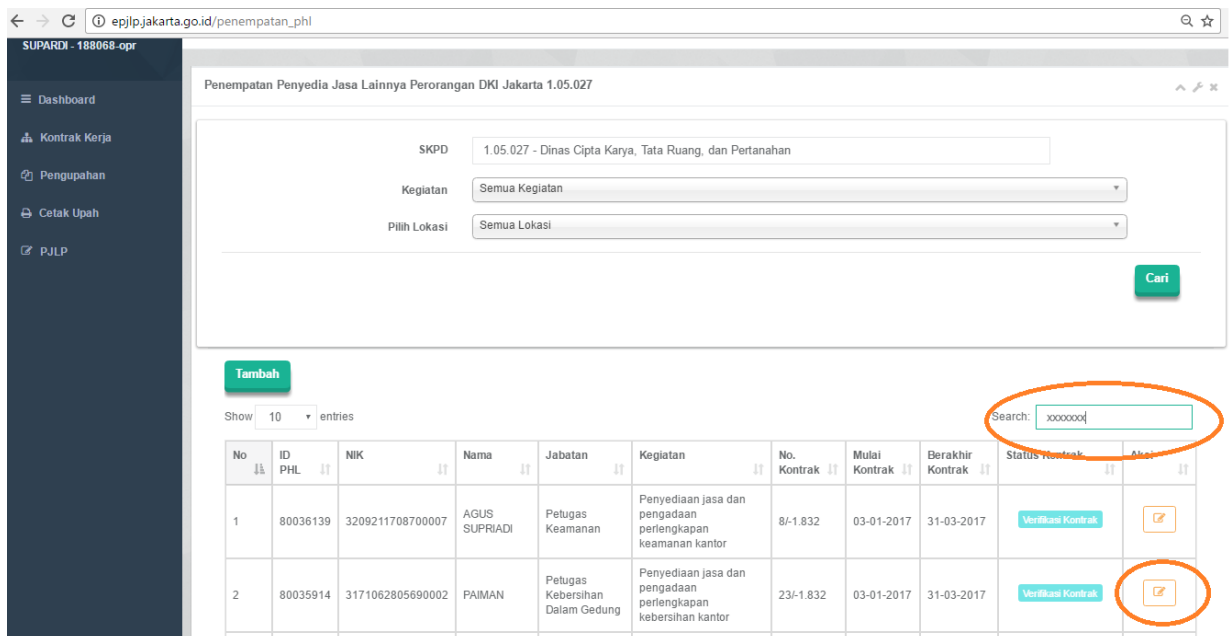 epjlp.jakarta.go.id/penempatan_phl
SUPARDI - 188068-opr
Dashboard
Kontrak Kerja
Pengupahan
Cetak Upah
PJLP
Penempatan Penyedia Jasa Lainnya Perorangan DKI Jakarta 1.05.027
SKPD 1.05.027 - Dinas Cipta Karya, Tata Ruang, dan Pertanahan
Kegiatan Semua Kegiatan
Pilih Lokasi Semua Lokasi
Cari
Tambah
Show 10 entries
Search: xxxxxxx
No
ID
PHL
NIK
Nama
Jabatan
Kegiatan
No.
Kontrak
Mulai
Kontrak
Berakhir
Kontrak
Status Kontrak
Aksi
1
80036139
3209211708700007
AGUS
SUPRIADI
Petugas
Keamanan
Penyediaan jasa dan
pengadaan
perlengkapan
keamanan kantor
8/-1.832
03-01-2017
31-03-2017
Verifikasi Kontrak
2
80035914
3171062805690002
PAIMAN
Petugas
Kebersihan
Dalam Gedung
Penyediaan jasa dan
pengadaan
perlengkapan
kebersihan kantor
23/-1.832
03-01-2017
31-03-2017
Verifikasi Kontrak